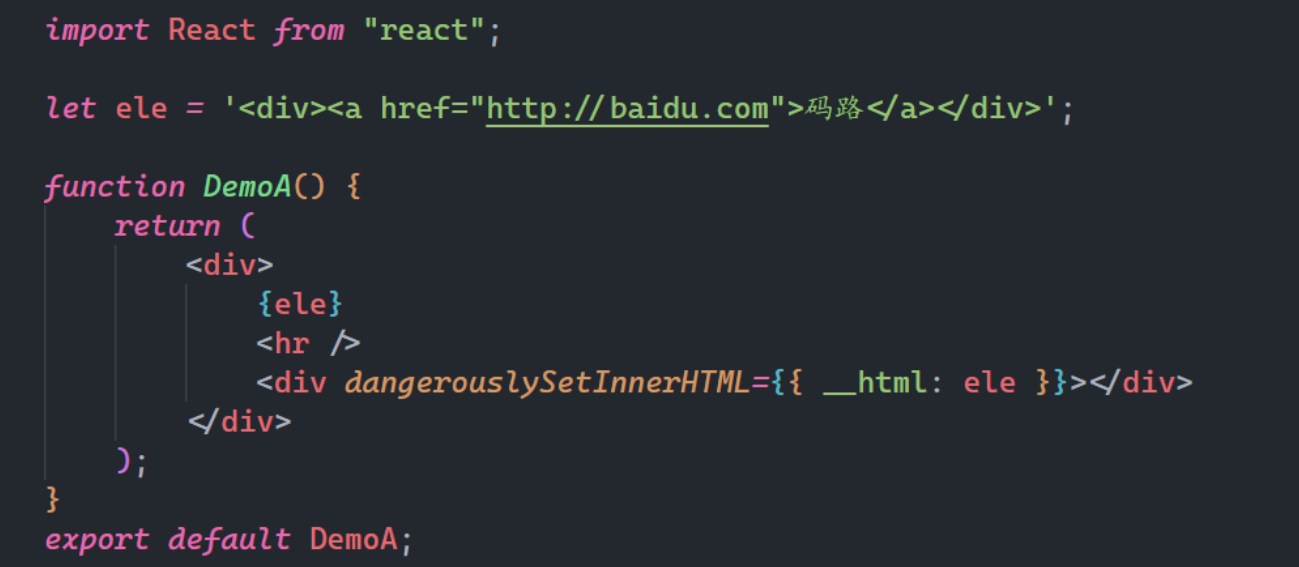 import React from "react";
let ele = '<div><a href="http://baidu.com">码路</a></div>';
function DemoA() {
return (
<div>
{ele}
<hr />
<div dangerouslySetInnerHTML={{ __html: ele }}></div>
</div>
);
}
export default DemoA;